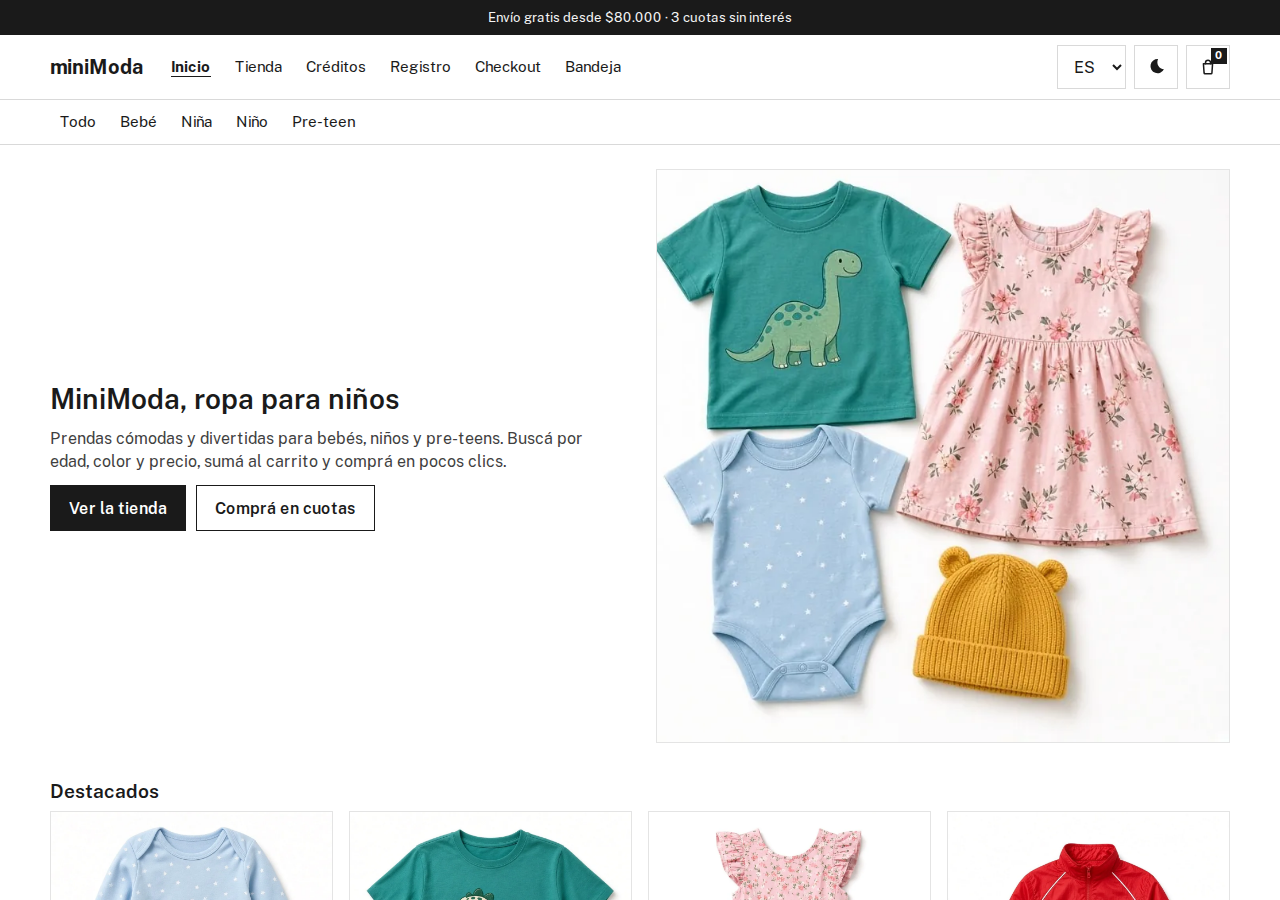 Envío gratis desde $80.000 · 3 cuotas sin interés
miniModa
Inicio
Tienda
Créditos
Registro
Checkout
Bandeja
ES
0
Todo
Bebé
Niña
Niño
Pre-teen
MiniModa, ropa para niños
Prendas cómodas y divertidas para bebés, niños y pre-teens. Buscá por
edad, color y precio, sumá al carrito y comprá en pocos clics.
Ver la tienda
Comprá en cuotas
Destacados